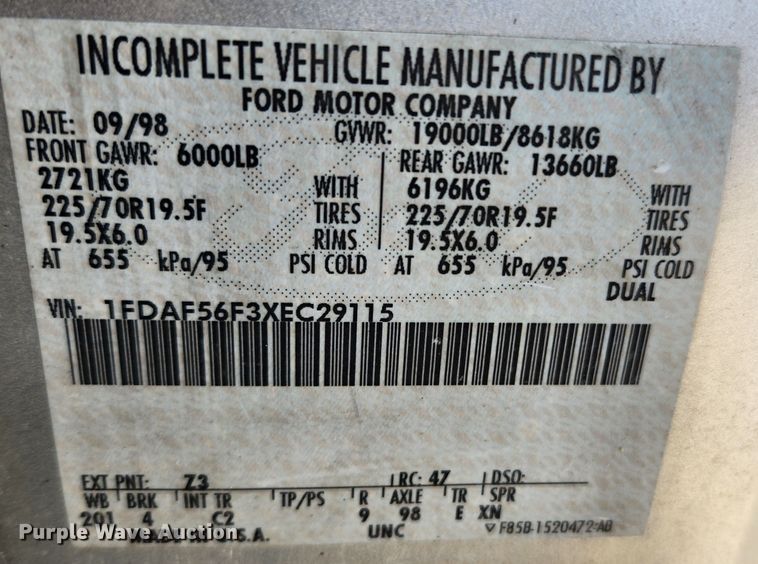 INCOMPLETE VEHICLE MANUFACTURED BY
FORD MOTOR COMPANY
DATE: 09/98 GVWR: 19000LB/8618KG
FRONT GAWR: 6000LB REAR GAWR: 13660LB
2721KG WITH 6196KG WITH
225/70R19.5F TIRES 225/70R19.5F TIRES
19.5X6.0 RIMS 19.5X6.0 RIMS
AT 655 kPa/95 PSI COLD AT 655 kPa/95 PSI COLD
DUAL
VIN: 1FDAF56F3XEC29115
EXT PNT: Z3 RC: 47 DSO:
WB BRK INT TR TP/PS R AXLE TR SPR
201 4 C2 9 98 E XN
MADE IN U.S.A. UNC F85B-1520472-AB
Purple Wave Auction